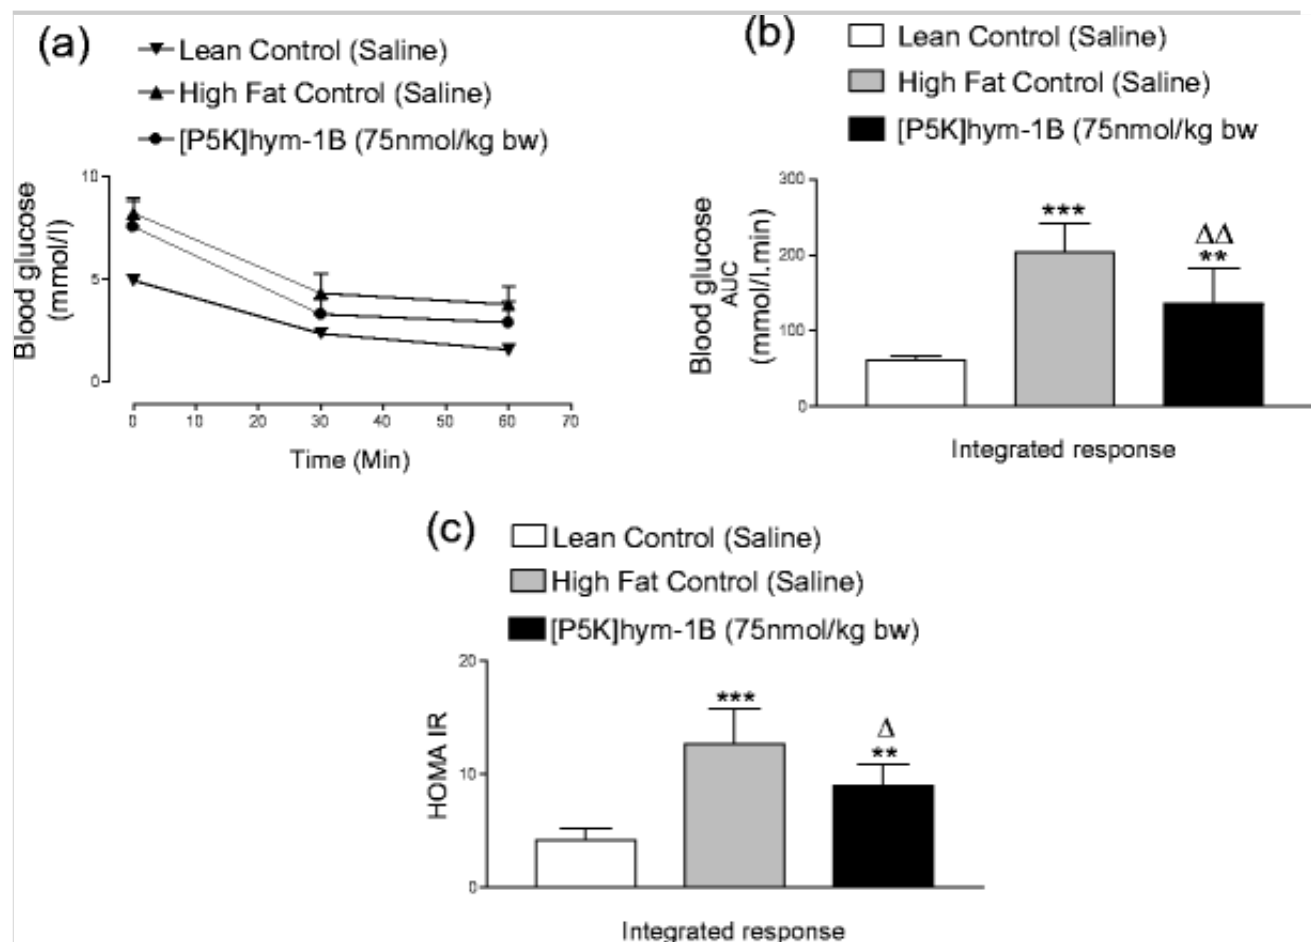 (a)
Lean Control (Saline)
High Fat Control (Saline)
[P5K]hym-1B (75nmol/kg bw)
Blood glucose
(mmol/l)
10
5
0
0 10 20 30 40 50 60 70
Time (Min)
(b)
Lean Control (Saline)
High Fat Control (Saline)
[P5K]hym-1B (75nmol/kg bw
Blood glucose
AUC
(mmol/l.min)
300
200
100
0
***
ΔΔ
**
Integrated response
(c)
Lean Control (Saline)
High Fat Control (Saline)
[P5K]hym-1B (75nmol/kg bw)
HOMA IR
20
10
0
***
Δ
**
Integrated response